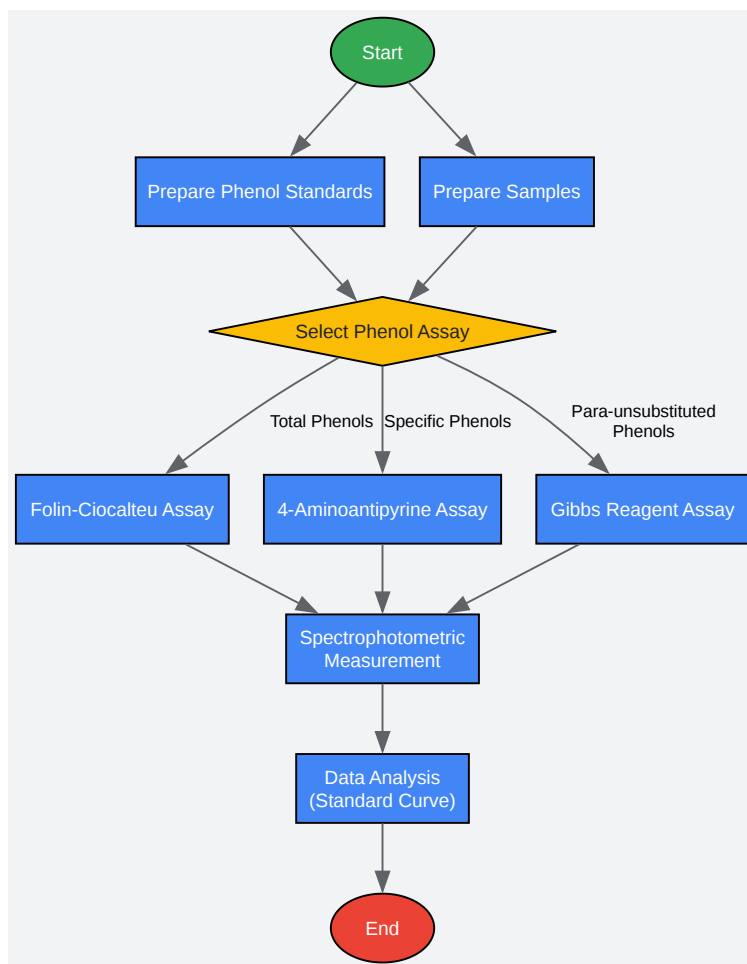 Start
Prepare Phenol Standards
Prepare Samples
Select Phenol Assay
Total Phenols
Specific Phenols
Para-unsubstituted
Phenols
Folin-Ciocalteu Assay
4-Aminoantipyrine Assay
Gibbs Reagent Assay
Spectrophotometric
Measurement
Data Analysis
(Standard Curve)
End